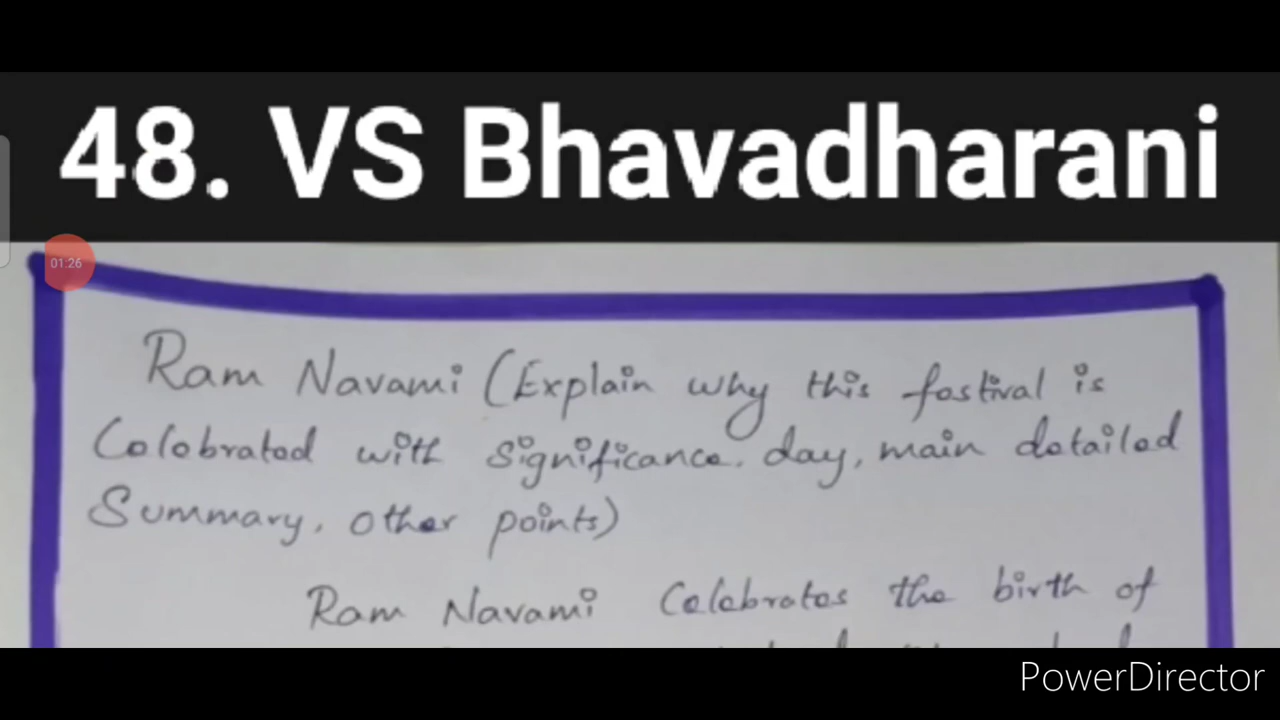 48. VS Bhavadharani
01:26
Ram Navami (Explain why this festival is
Celebrated with significance, day, main detailed
Summary, other points)
Ram Navami Celebrates the birth of
PowerDirector